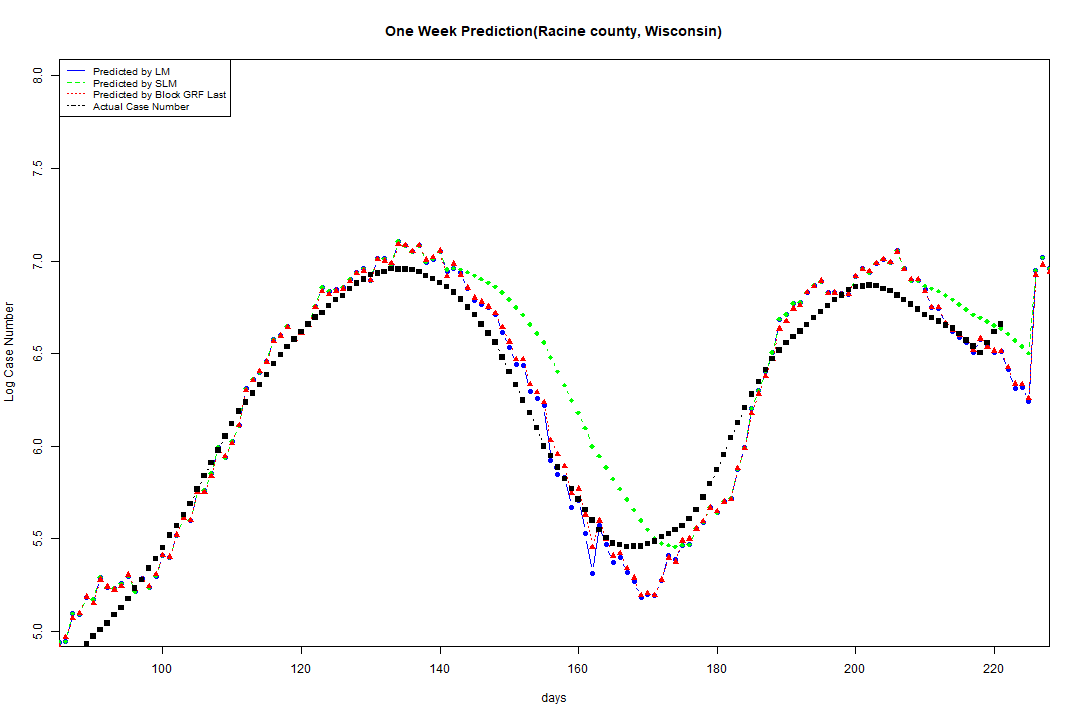 One Week Prediction(Racine county, Wisconsin)
Predicted by LM
Predicted by SLM
Predicted by Block GRF Last
Actual Case Number
8.0
7.5
7.0
6.5
6.0
5.5
5.0
Log Case Number
100 120 140 160 180 200 220
days